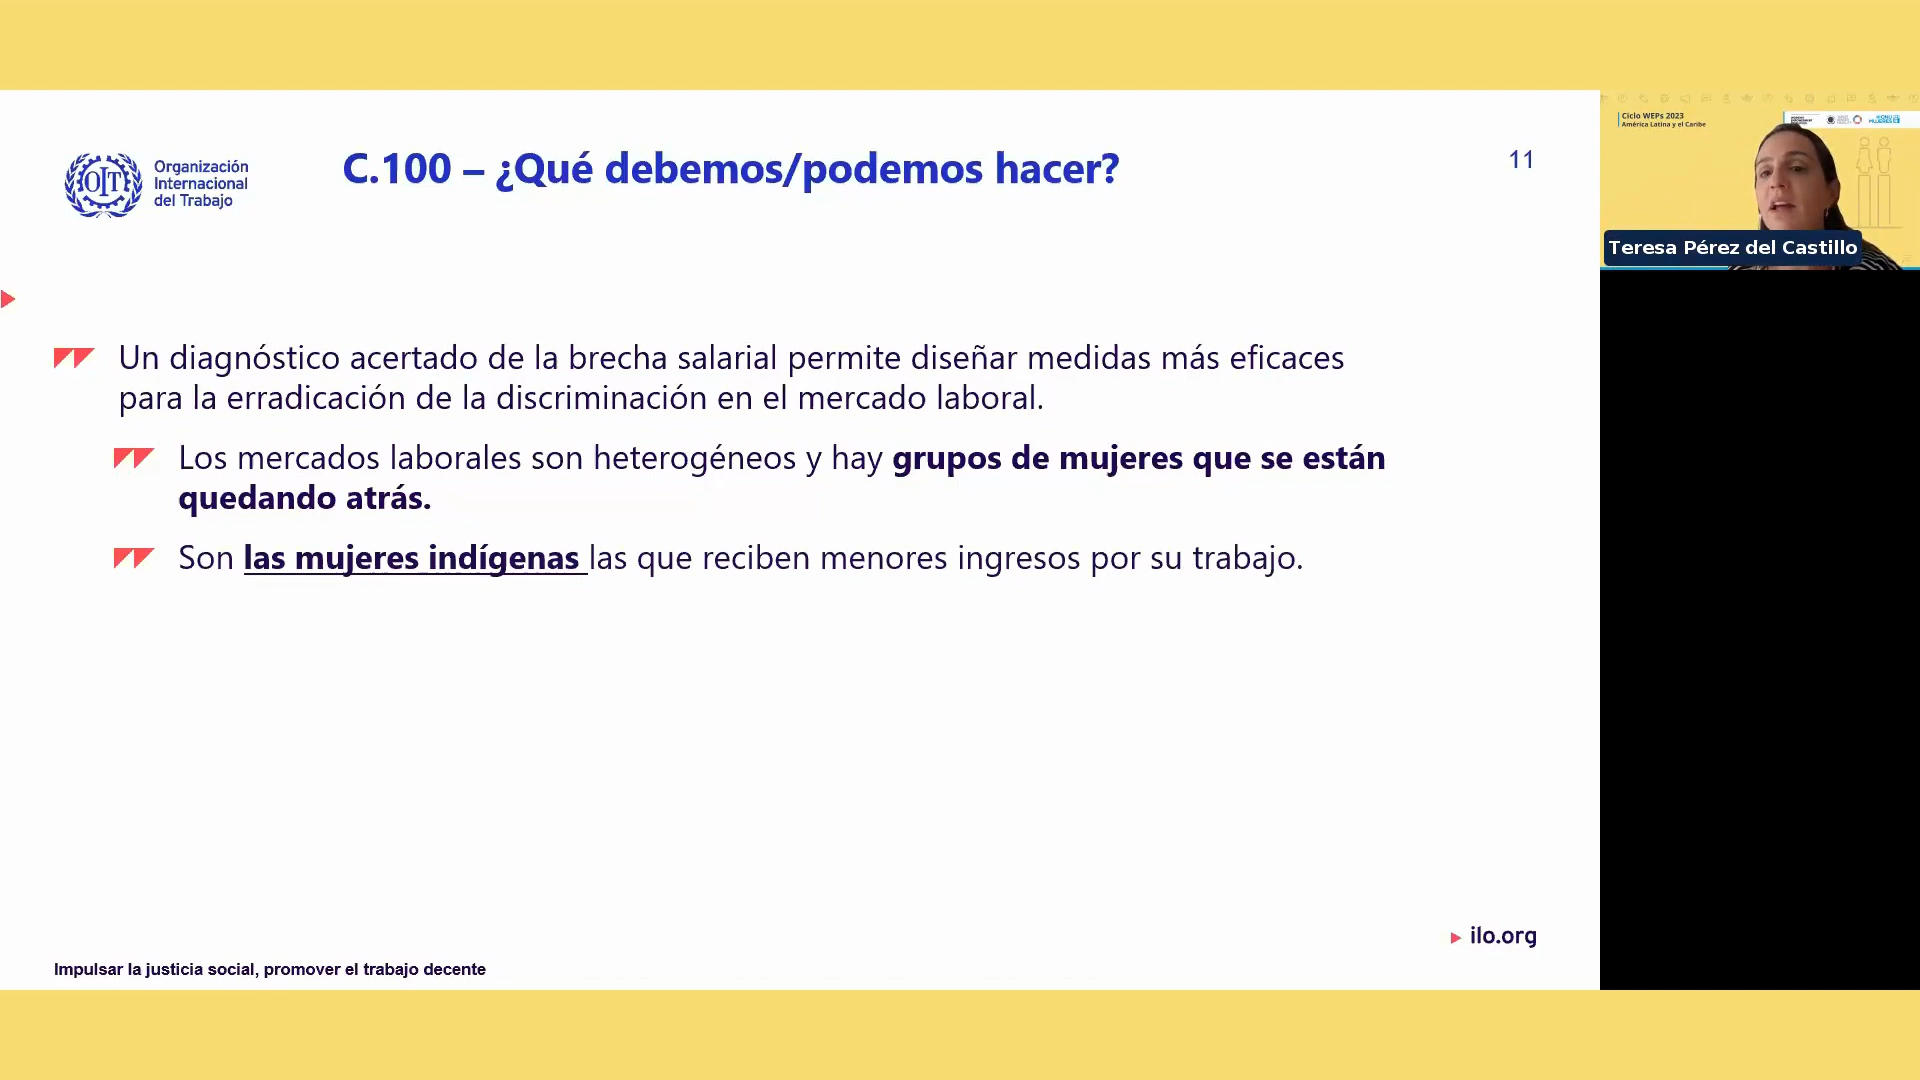 Organización
Internacional
del Trabajo
C.100 – ¿Qué debemos/podemos hacer?
11
Un diagnóstico acertado de la brecha salarial permite diseñar medidas más eficaces
para la erradicación de la discriminación en el mercado laboral.
Los mercados laborales son heterogéneos y hay grupos de mujeres que se están
quedando atrás.
Son las mujeres indígenas las que reciben menores ingresos por su trabajo.
ilo.org
Impulsar la justicia social, promover el trabajo decente
Ciclo WEPs 2023
América Latina y el Caribe
Teresa Pérez del Castillo